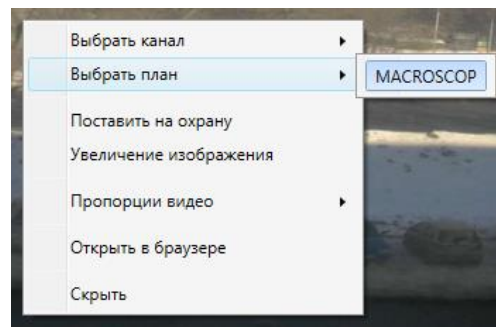 Выбрать канал
Выбрать план
MACROSCOP
Поставить на охрану
Увеличение изображения
Пропорции видео
Открыть в браузере
Скрыть